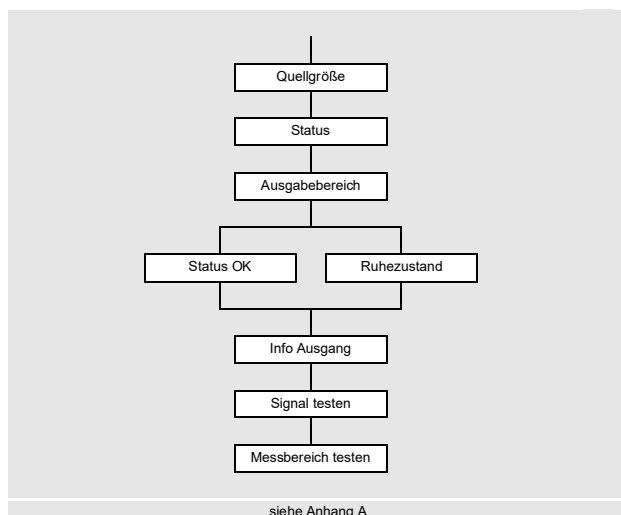 Quellgröße
Status
Ausgabebereich
Status OK
Ruhezustand
Info Ausgang
Signal testen
Messbereich testen
siehe Anhang A